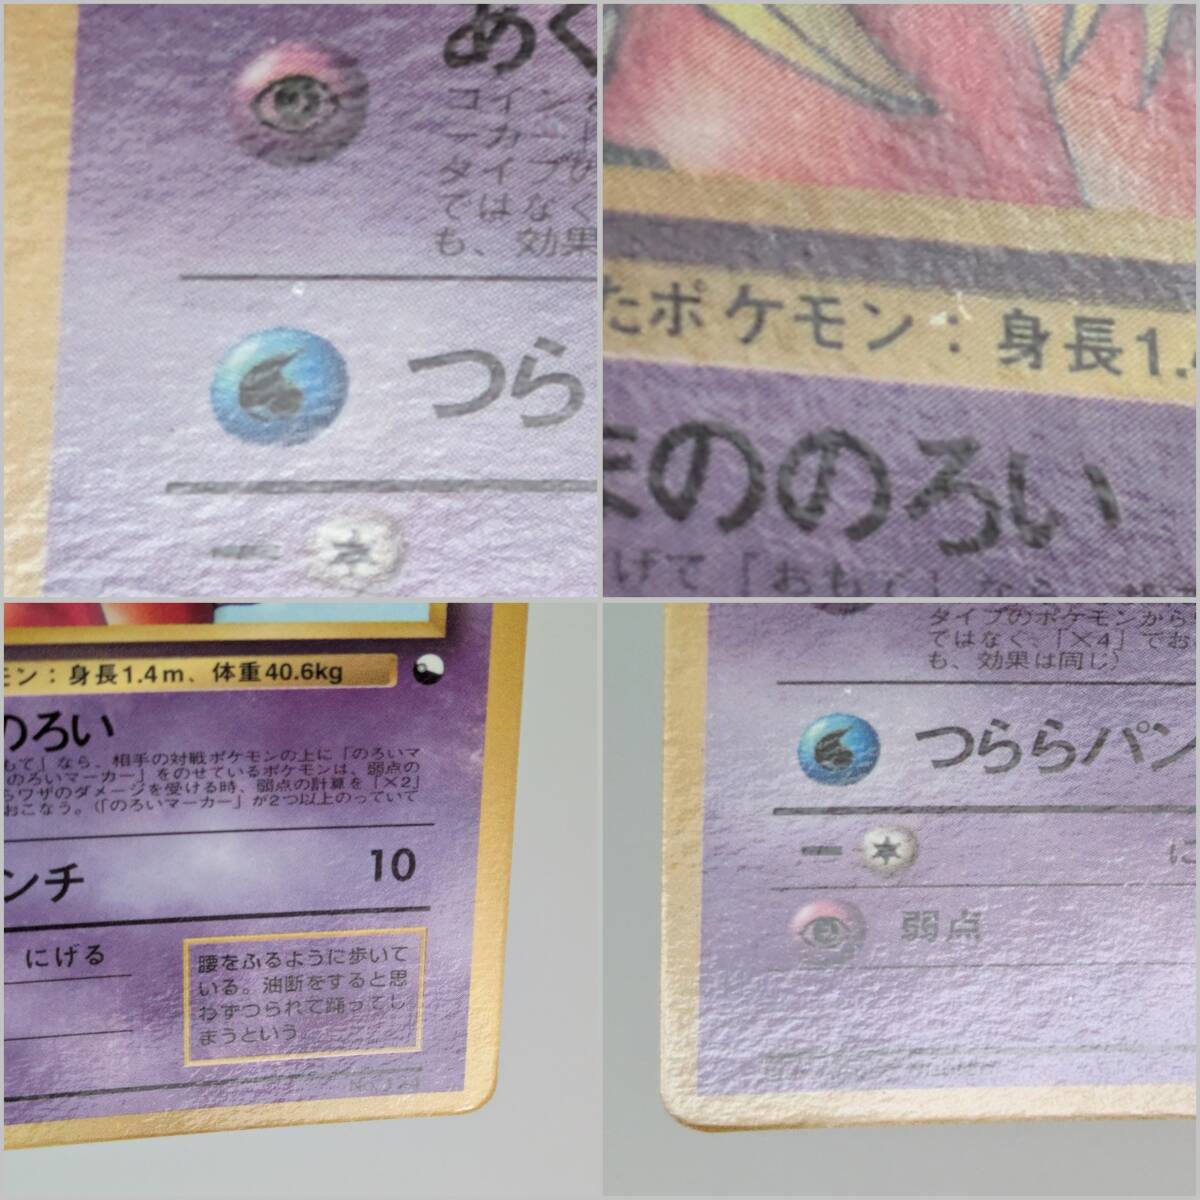 あく
コイン
カー
タイプの
ではなく
も、効果
つら
たポケモン：身長1.4
まののろい
げて「おもて」なら、相
モン：身長1.4m、体重40.6kg
のろい
もて」なら、相手の対戦ポケモンの上に「のろいマ
「のろいマーカー」をのせているポケモンは、弱点の
らワザのダメージを受ける時、弱点の計算を「×2」
おこなう。（「のろいマーカー」が2つ以上のっていて
ンチ 10
にげる
腰をふるように歩いて
いる。油断をすると思
わずつられて踊ってし
まうという
タイプのポケモンから
ではなく、「×4」でお
も、効果は同じ）
つららパン
に
弱点